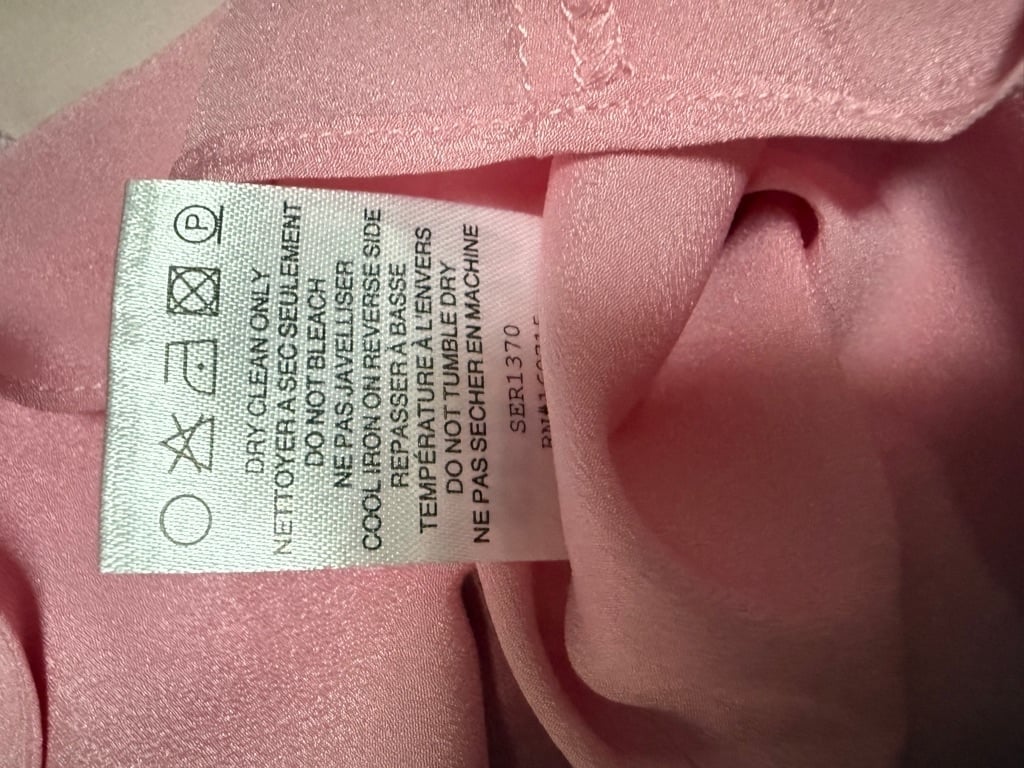 P
DRY CLEAN ONLY
NETTOYER A SEC SEULEMENT
DO NOT BLEACH
NE PAS JAVELLISER
COOL IRON ON REVERSE SIDE
REPASSER À BASSE
TEMPÉRATURE À L'ENVERS
DO NOT TUMBLE DRY
NE PAS SECHER EN MACHINE
SER1370